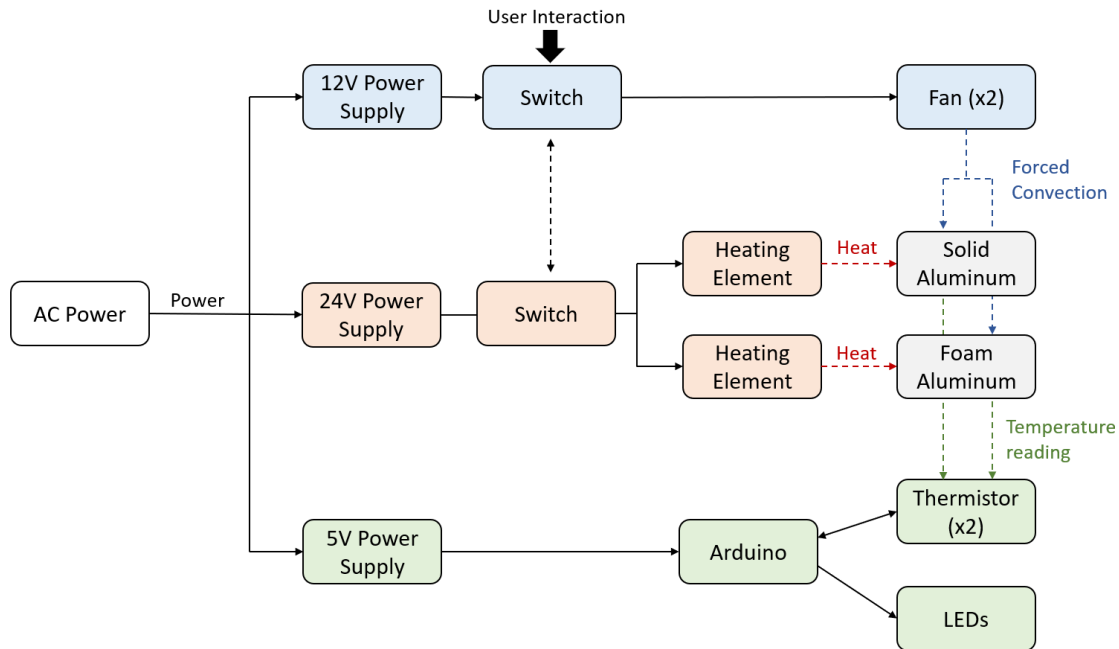 User Interaction
12V Power
Supply
Switch
Fan (x2)
Forced
Convection
Heating
Element
Heat
Solid
Aluminum
AC Power
Power
24V Power
Supply
Switch
Heating
Element
Heat
Foam
Aluminum
Temperature
reading
Thermistor
(x2)
5V Power
Supply
Arduino
LEDs